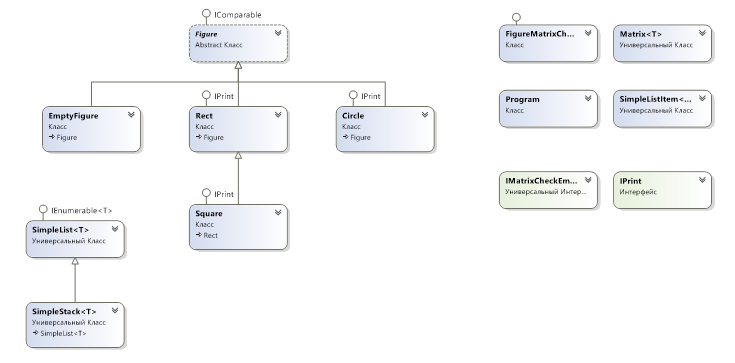 IComparable
Figure
Abstract Класс
FigureMatrixCh...
Класс
Matrix<T>
Универсальный Класс
IPrint
IPrint
EmptyFigure
Класс
Figure
Rect
Класс
Figure
Circle
Класс
Figure
Program
Класс
SimpleListItem<...
Универсальный Класс
IMatrixCheckEm...
Универсальный Интер...
IPrint
Интерфейс
IPrint
Square
Класс
Rect
IEnumerable<T>
SimpleList<T>
Универсальный Класс
SimpleStack<T>
Универсальный Класс
SimpleList<T>